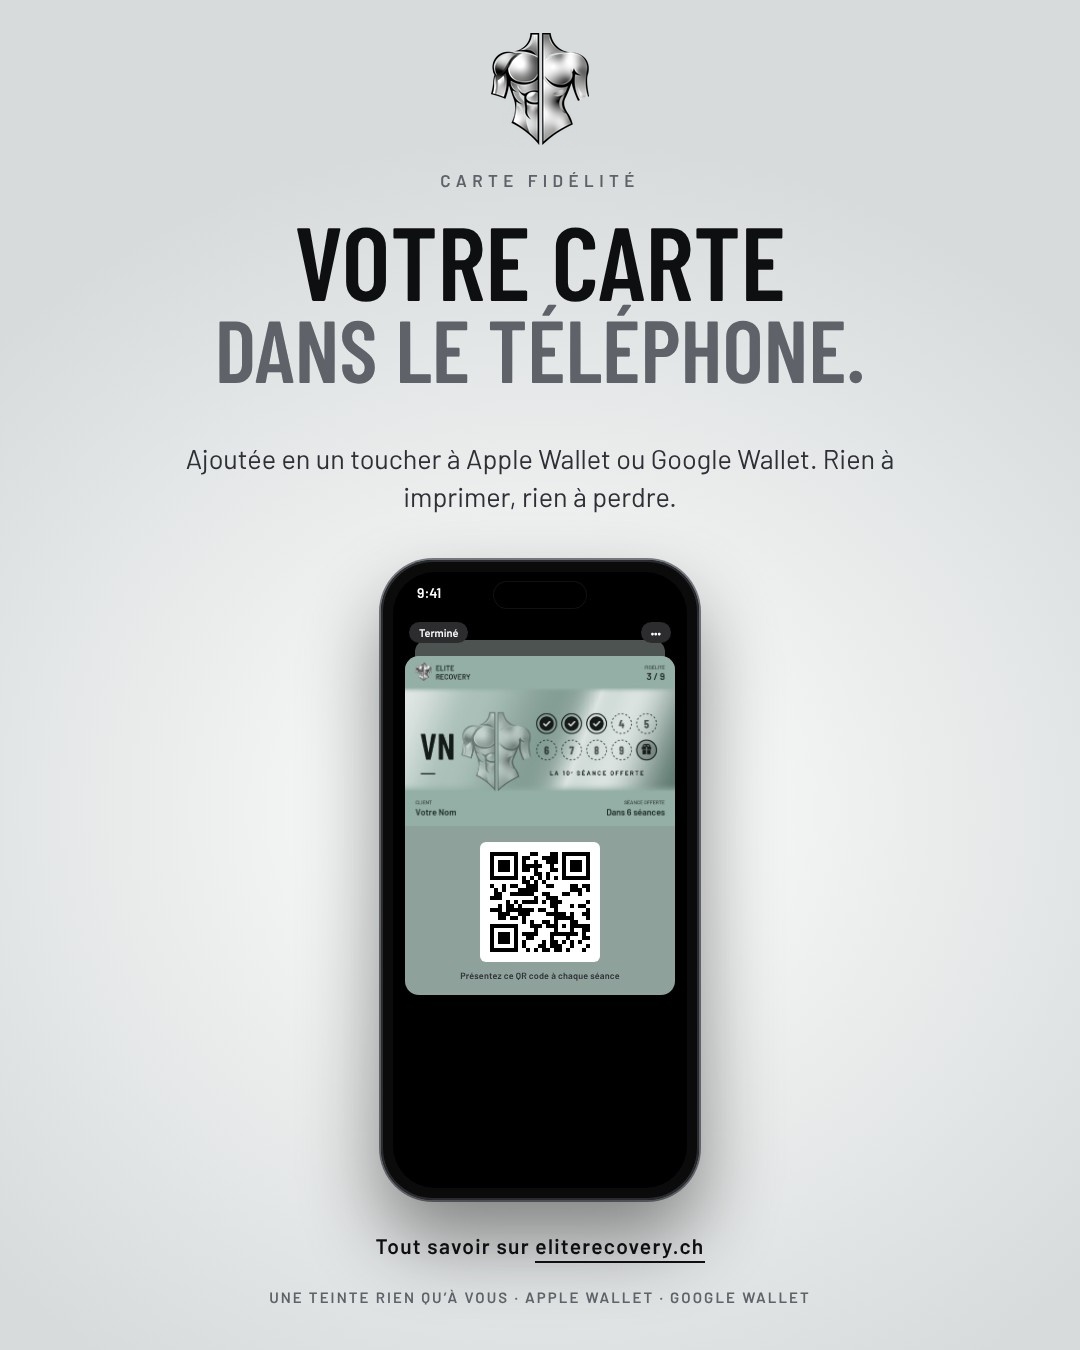 CARTE FIDÉLITÉ
VOTRE CARTE
DANS LE TÉLÉPHONE.
Ajoutée en un toucher à Apple Wallet ou Google Wallet. Rien à
imprimer, rien à perdre.
9:41
Terminé
•••
ELITE
RECOVERY
FIDÉLITÉ
3 / 9
VN
4 5
6 7 8 9
LA 10ᵉ SÉANCE OFFERTE
CLIENT
Votre Nom
SÉANCE OFFERTE
Dans 6 séances
Présentez ce QR code à chaque séance
Tout savoir sur eliterecovery.ch
UNE TEINTE RIEN QU’À VOUS · APPLE WALLET · GOOGLE WALLET